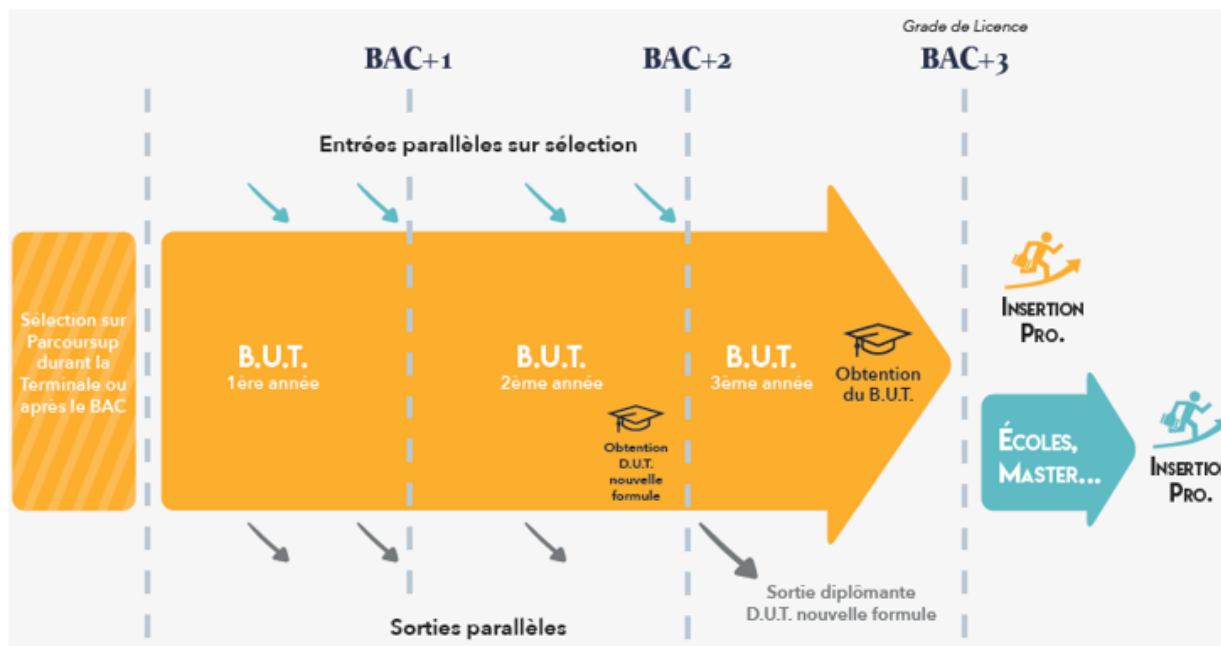 Grade de Licence
BAC+1
BAC+2
BAC+3
Entrées parallèles sur sélection
Sélection sur
Parcoursup
durant la
Terminale ou
après le BAC
B.U.T.
1ère année
B.U.T.
2ème année
Obtention
D.U.T.
nouvelle
formule
B.U.T.
3ème année
Obtention
du B.U.T.
INSERTION
PRO.
ÉCOLES,
MASTER...
INSERTION
PRO.
Sortie diplômante
D.U.T. nouvelle formule
Sorties parallèles